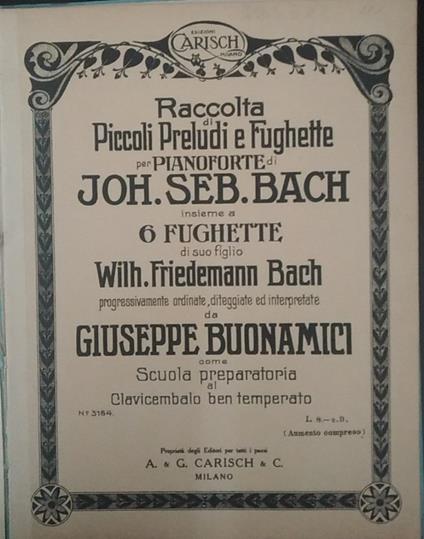 EDIZIONI
CARISCH
MILANO
Raccolta
di
Piccoli Preludi e Fughette
per PIANOFORTE di
JOH. SEB. BACH
insieme a
6 FUGHETTE
di suo figlio
Wilh. Friedemann Bach
progressivamente ordinate, diteggiate ed interpretate
da
GIUSEPPE BUONAMICI
come
Scuola preparatoria
al
Clavicembalo ben temperato
Nº 3184.
L. 8.— n.
(Aumento compreso)
Proprietà degli Editori per tutti i paesi
A. & G. CARISCH & C.
MILANO